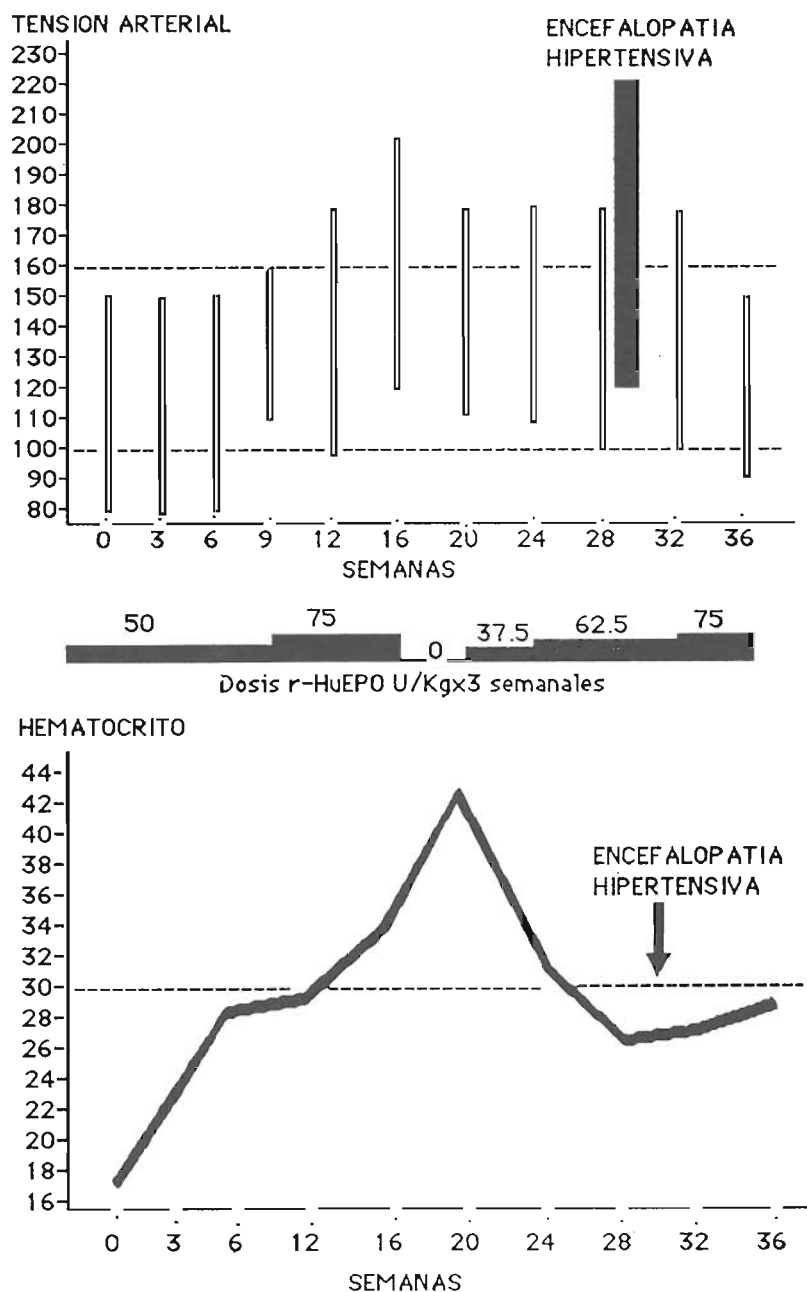 TENSION ARTERIAL
ENCEFALOPATIA
HIPERTENSIVA
230
220
210
200
190
180
170
160
150
140
130
120
110
100
90
80
0 3 6 9 12 16 20 24 28 32 36
SEMANAS
50 75 0 37.5 62.5 75
Dosis r-HuEPO U/Kgx3 semanales
HEMATOCRITO
44
42
40
38
36
34
32
30
28
26
24
22
20
18
16
ENCEFALOPATIA
HIPERTENSIVA
0 3 6 12 16 20 24 28 32 36
SEMANAS